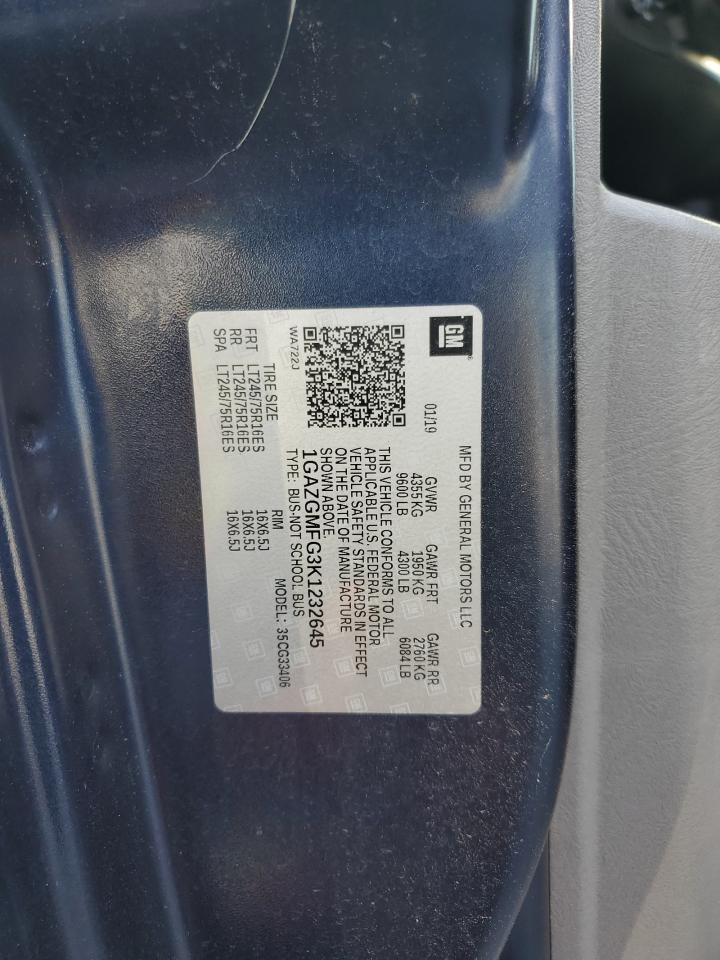 GM
MFD BY GENERAL MOTORS LLC
01/19 GVWR GAWR FRT GAWR RR
4355 KG 1950 KG 2760 KG
9600 LB 4300 LB 6084 LB
THIS VEHICLE CONFORMS TO ALL
APPLICABLE U.S. FEDERAL MOTOR
VEHICLE SAFETY STANDARDS IN EFFECT
ON THE DATE OF MANUFACTURE
SHOWN ABOVE.
1GAZGMFG3K1232645
WA722J TYPE: BUS-NOT SCHOOL BUS MODEL: 35CG33406
TIRE SIZE RIM
FRT LT245/75R16ES 16X6.5J
RR LT245/75R16ES 16X6.5J
SPA LT245/75R16ES 16X6.5J